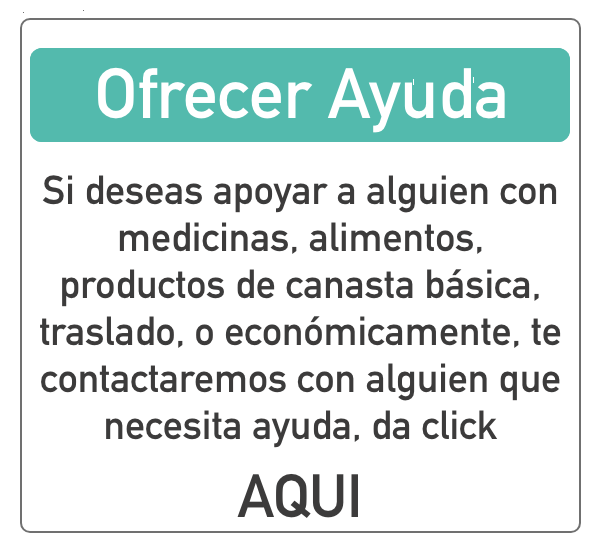 Ofrecer Ayuda
Si deseas apoyar a alguien con
medicinas, alimentos,
productos de canasta básica,
traslado, o económicamente, te
contactaremos con alguien que
necesita ayuda, da click
AQUI